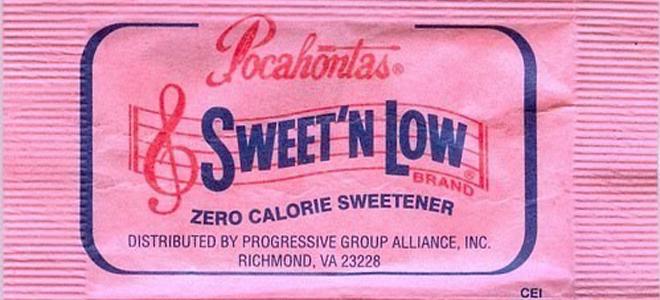 Pocahontas®
SWEET'N LOW®
BRAND
ZERO CALORIE SWEETENER
DISTRIBUTED BY PROGRESSIVE GROUP ALLIANCE, INC.
RICHMOND, VA 23228
CEI